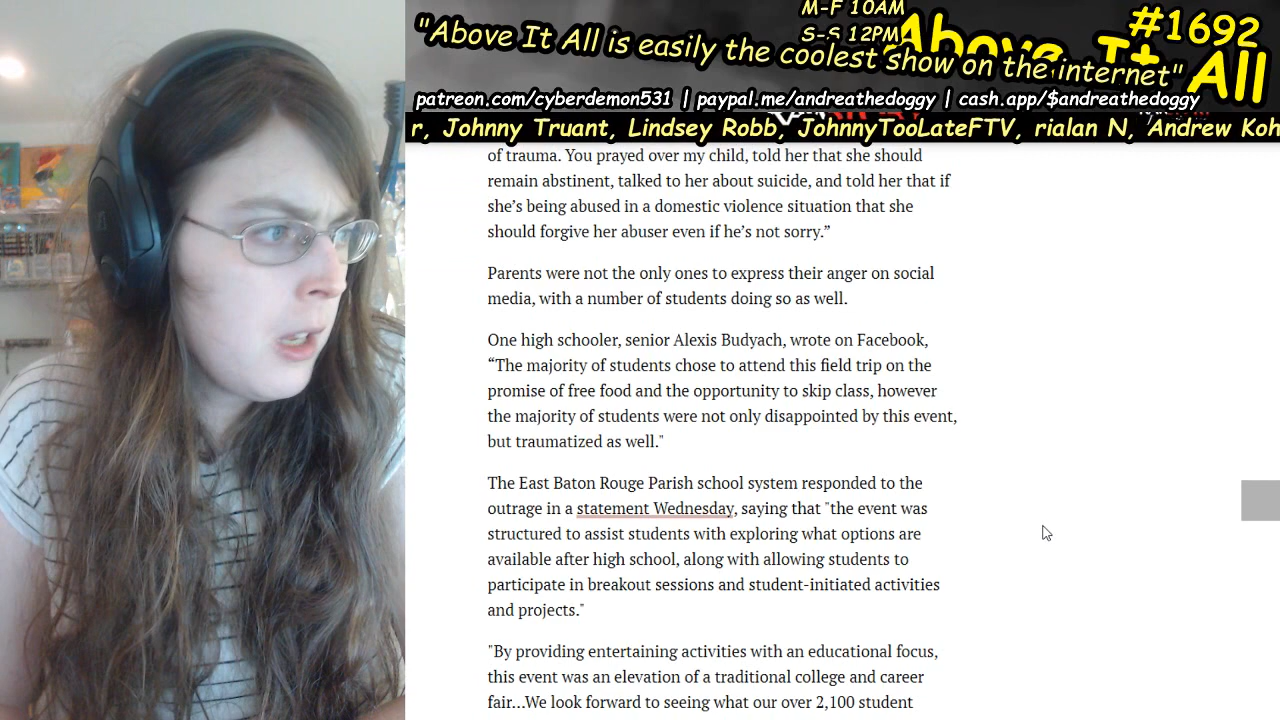 M-F 10AM
S-S 12PM
Above It All
#1692
"Above It All is easily the coolest show on the internet"
patreon.com/cyberdemon531 | paypal.me/andreathedoggy | cash.app/$andreathedoggy
r, Johnny Truant, Lindsey Robb, JohnnyTooLateFTV, rialan N, Andrew Koh
of trauma. You prayed over my child, told her that she should
remain abstinent, talked to her about suicide, and told her that if
she’s being abused in a domestic violence situation that she
should forgive her abuser even if he’s not sorry.”
Parents were not the only ones to express their anger on social
media, with a number of students doing so as well.
One high schooler, senior Alexis Budyach, wrote on Facebook,
“The majority of students chose to attend this field trip on the
promise of free food and the opportunity to skip class, however
the majority of students were not only disappointed by this event,
but traumatized as well."
The East Baton Rouge Parish school system responded to the
outrage in a statement Wednesday, saying that "the event was
structured to assist students with exploring what options are
available after high school, along with allowing students to
participate in breakout sessions and student-initiated activities
and projects."
"By providing entertaining activities with an educational focus,
this event was an elevation of a traditional college and career
fair...We look forward to seeing what our over 2,100 student